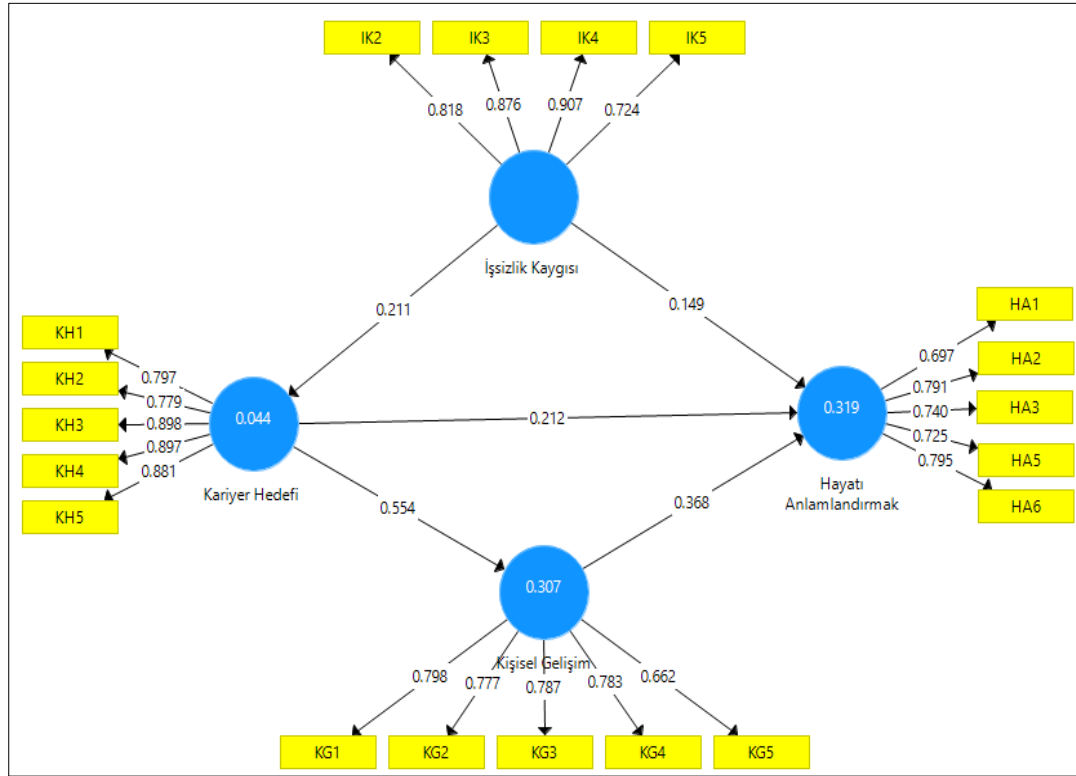 IK2 IK3 IK4 IK5
0.818 0.876 0.907 0.724
İşsizlik Kaygısı
0.211 0.149
KH1
KH2
KH3
KH4
KH5
0.797
0.779
0.898
0.897
0.881
0.044
Kariyer Hedefi
0.212
0.554
0.368
0.319
Hayatı
Anlamlandırmak
0.697
0.791
0.740
0.725
0.795
HA1
HA2
HA3
HA5
HA6
0.307
Kişisel Gelişim
0.798 0.777 0.787 0.783 0.662
KG1 KG2 KG3 KG4 KG5